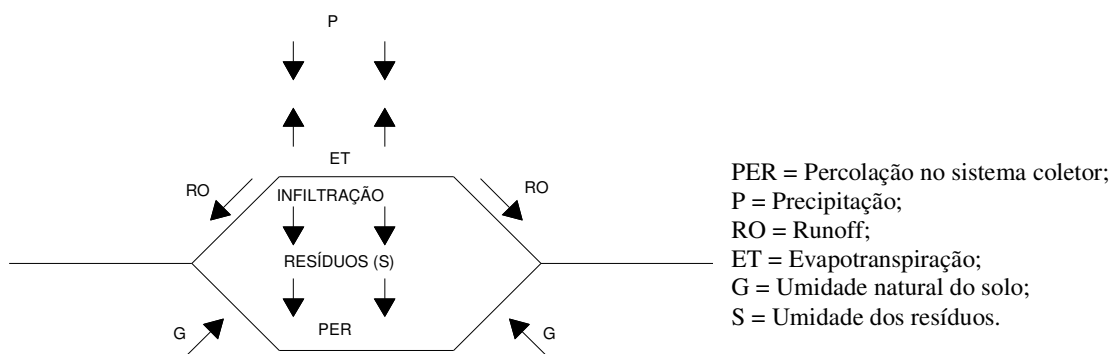 P
ET
RO
RO
INFILTRAÇÃO
RESÍDUOS (S)
PER
G
G
PER = Percolação no sistema coletor;
P = Precipitação;
RO = Runoff;
ET = Evapotranspiração;
G = Umidade natural do solo;
S = Umidade dos resíduos.